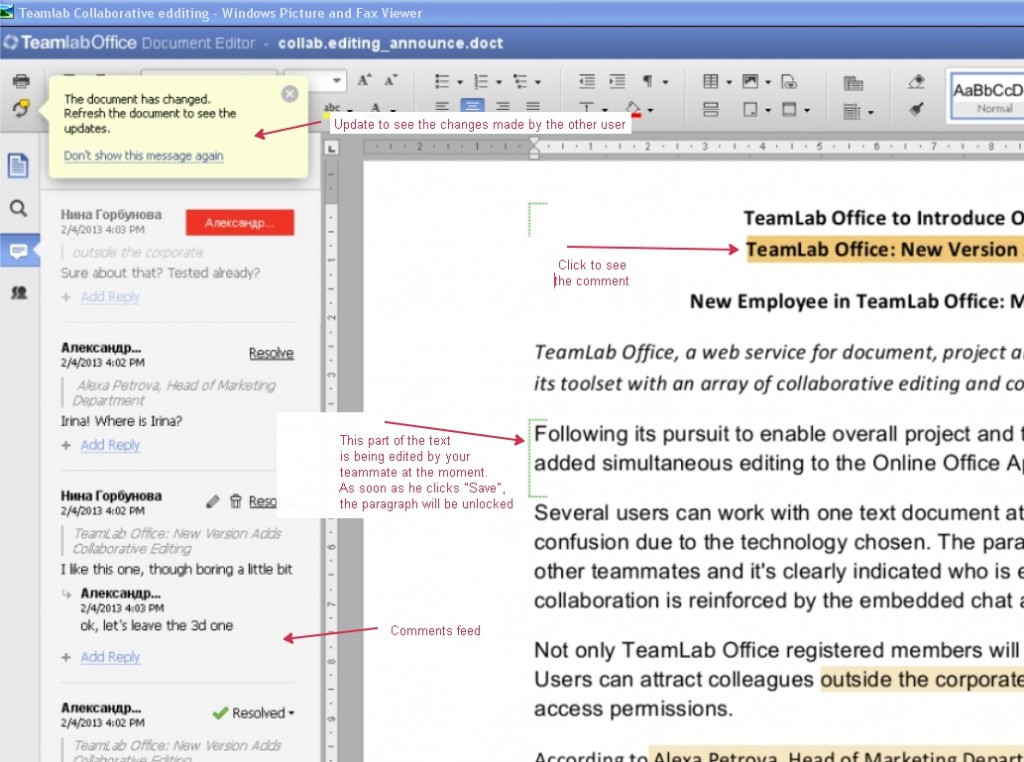 Teamlab Collaborative edditing - Windows Picture and Fax Viewer
TeamlabOffice Document Editor - collab.editing_announce.doct
The document has changed.
Refresh the document to see the
updates.
Don't show this message again
Update to see the changes made by the other user
abc
A
AaBbCcD
Normal
2 1 1 2 3 4 5 6 7 8
Нина Горбунова
2/4/2013 4:03 PM
Александр...
outside the corporate
Sure about that? Tested already?
+ Add Reply
Александр...
2/4/2013 4:02 PM
Resolve
Alexa Petrova, Head of Marketing
Department
Irina! Where is Irina?
+ Add Reply
Нина Горбунова
2/4/2013 4:02 PM
Reso
TeamLab Office: New Version Adds
Collaborative Editing
I like this one, though boring a little bit
Александр...
2/4/2013 4:03 PM
ok, let's leave the 3d one
+ Add Reply
Александр...
2/4/2013 4:02 PM
Resolved
TeamLab Office: New Version Adds
Collaborative Editing
Click to see
the comment
This part of the text
is being edited by your
teammate at the moment.
As soon as he clicks "Save",
the paragraph will be unlocked
Comments feed
TeamLab Office to Introduce O
TeamLab Office: New Version
New Employee in TeamLab Office: M
TeamLab Office, a web service for document, project a
its toolset with an array of collaborative editing and co
Following its pursuit to enable overall project and t
added simultaneous editing to the Online Office Ap
Several users can work with one text document at
confusion due to the technology chosen. The para
other teammates and it's clearly indicated who is e
collaboration is reinforced by the embedded chat a
Not only TeamLab Office registered members will
Users can attract colleagues outside the corporate
access permissions.
According to Alexa Petrova, Head of Marketing Depart